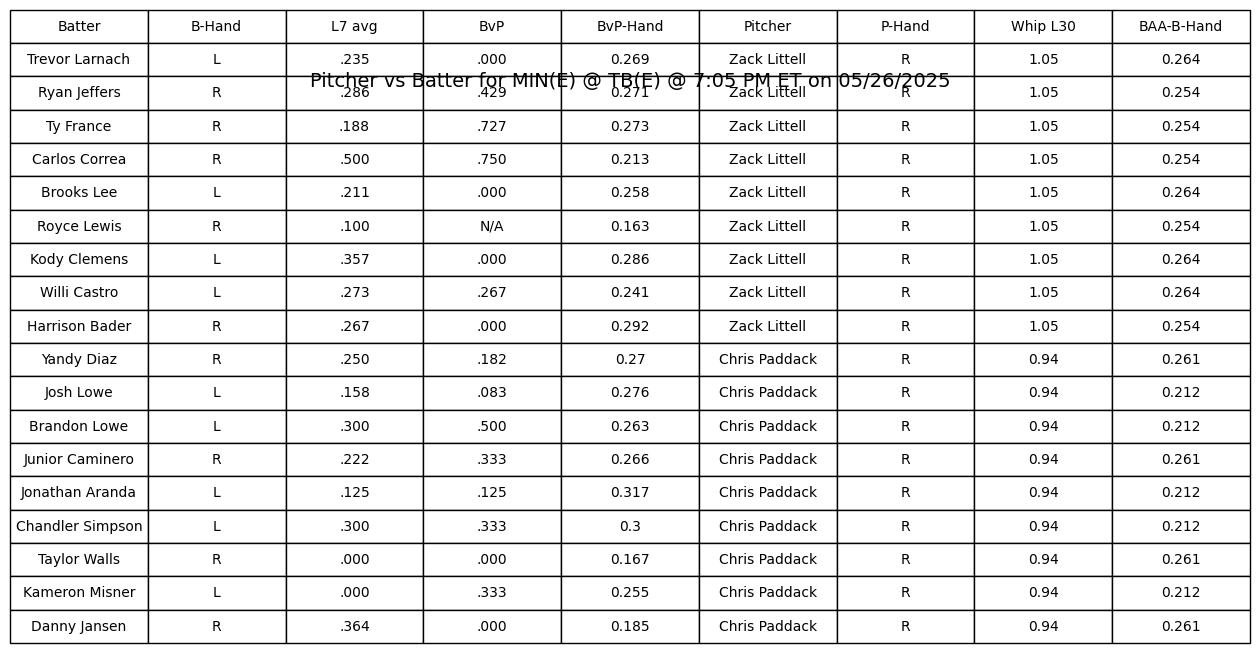 Batter B-Hand L7 avg BvP BvP-Hand Pitcher P-Hand Whip L30 BAA-B-Hand
Trevor Larnach L .235 .000 0.269 Zack Littell R 1.05 0.264
Pitcher vs Batter for MIN(E) @ TB(E) @ 7:05 PM ET on 05/26/2025
Ryan Jeffers R .286 .429 0.271 Zack Littell R 1.05 0.254
Ty France R .188 .727 0.273 Zack Littell R 1.05 0.254
Carlos Correa R .500 .750 0.213 Zack Littell R 1.05 0.254
Brooks Lee L .211 .000 0.258 Zack Littell R 1.05 0.264
Royce Lewis R .100 N/A 0.163 Zack Littell R 1.05 0.254
Kody Clemens L .357 .000 0.286 Zack Littell R 1.05 0.264
Willi Castro L .273 .267 0.241 Zack Littell R 1.05 0.264
Harrison Bader R .267 .000 0.292 Zack Littell R 1.05 0.254
Yandy Diaz R .250 .182 0.27 Chris Paddack R 0.94 0.261
Josh Lowe L .158 .083 0.276 Chris Paddack R 0.94 0.212
Brandon Lowe L .300 .500 0.263 Chris Paddack R 0.94 0.212
Junior Caminero R .222 .333 0.266 Chris Paddack R 0.94 0.261
Jonathan Aranda L .125 .125 0.317 Chris Paddack R 0.94 0.212
Chandler Simpson L .300 .333 0.3 Chris Paddack R 0.94 0.212
Taylor Walls R .000 .000 0.167 Chris Paddack R 0.94 0.261
Kameron Misner L .000 .333 0.255 Chris Paddack R 0.94 0.212
Danny Jansen R .364 .000 0.185 Chris Paddack R 0.94 0.261